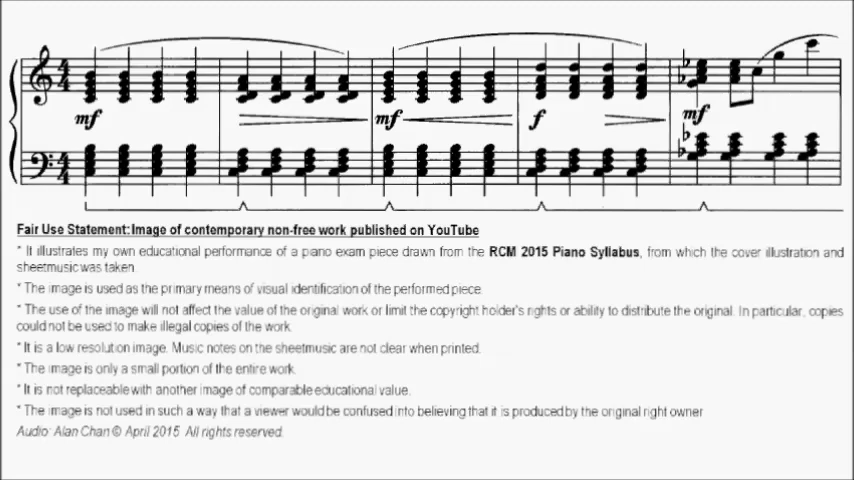 mf
mf
f
mf
Fair Use Statement: Image of contemporary non-free work published on YouTube
* It illustrates my own educational performance of a piano exam piece drawn from the RCM 2015 Piano Syllabus, from which the cover illustration and
sheetmusic was taken.
* The image is used as the primary means of visual identification of the performed piece.
* The use of the image will not affect the value of the original work or limit the copyright holder's rights or ability to distribute the original. In particular, copies
could not be used to make illegal copies of the work
* It is a low resolution image. Music notes on the sheetmusic are not clear when printed.
* The image is only a small portion of the entire work.
* It is not replaceable with another image of comparable educational value.
* The image is not used in such a way that a viewer would be confused into believing that it is produced by the original right owner
Audio: Alan Chan © April 2015 All rights reserved.